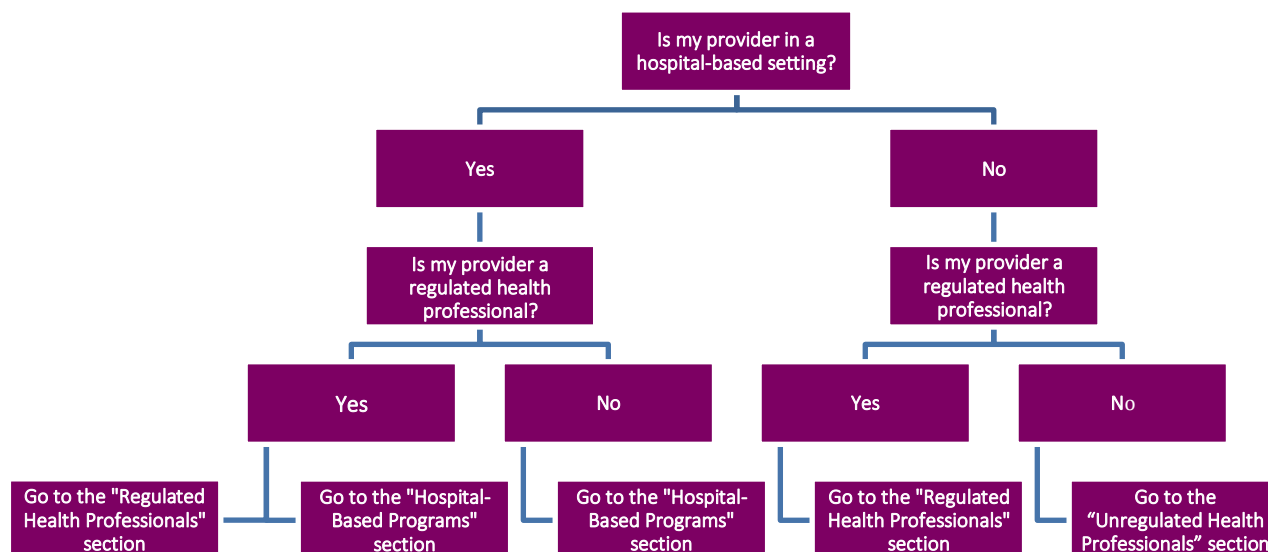 Is my provider in a
hospital-based setting?
Yes
No
Is my provider a
regulated health
professional?
Is my provider a
regulated health
professional?
Yes
No
Yes
No
Go to the "Regulated
Health Professionals"
section
Go to the "Hospital-
Based Programs"
section
Go to the "Hospital-
Based Programs"
section
Go to the "Regulated
Health Professionals"
section
Go to the
“Unregulated Health
Professionals” section